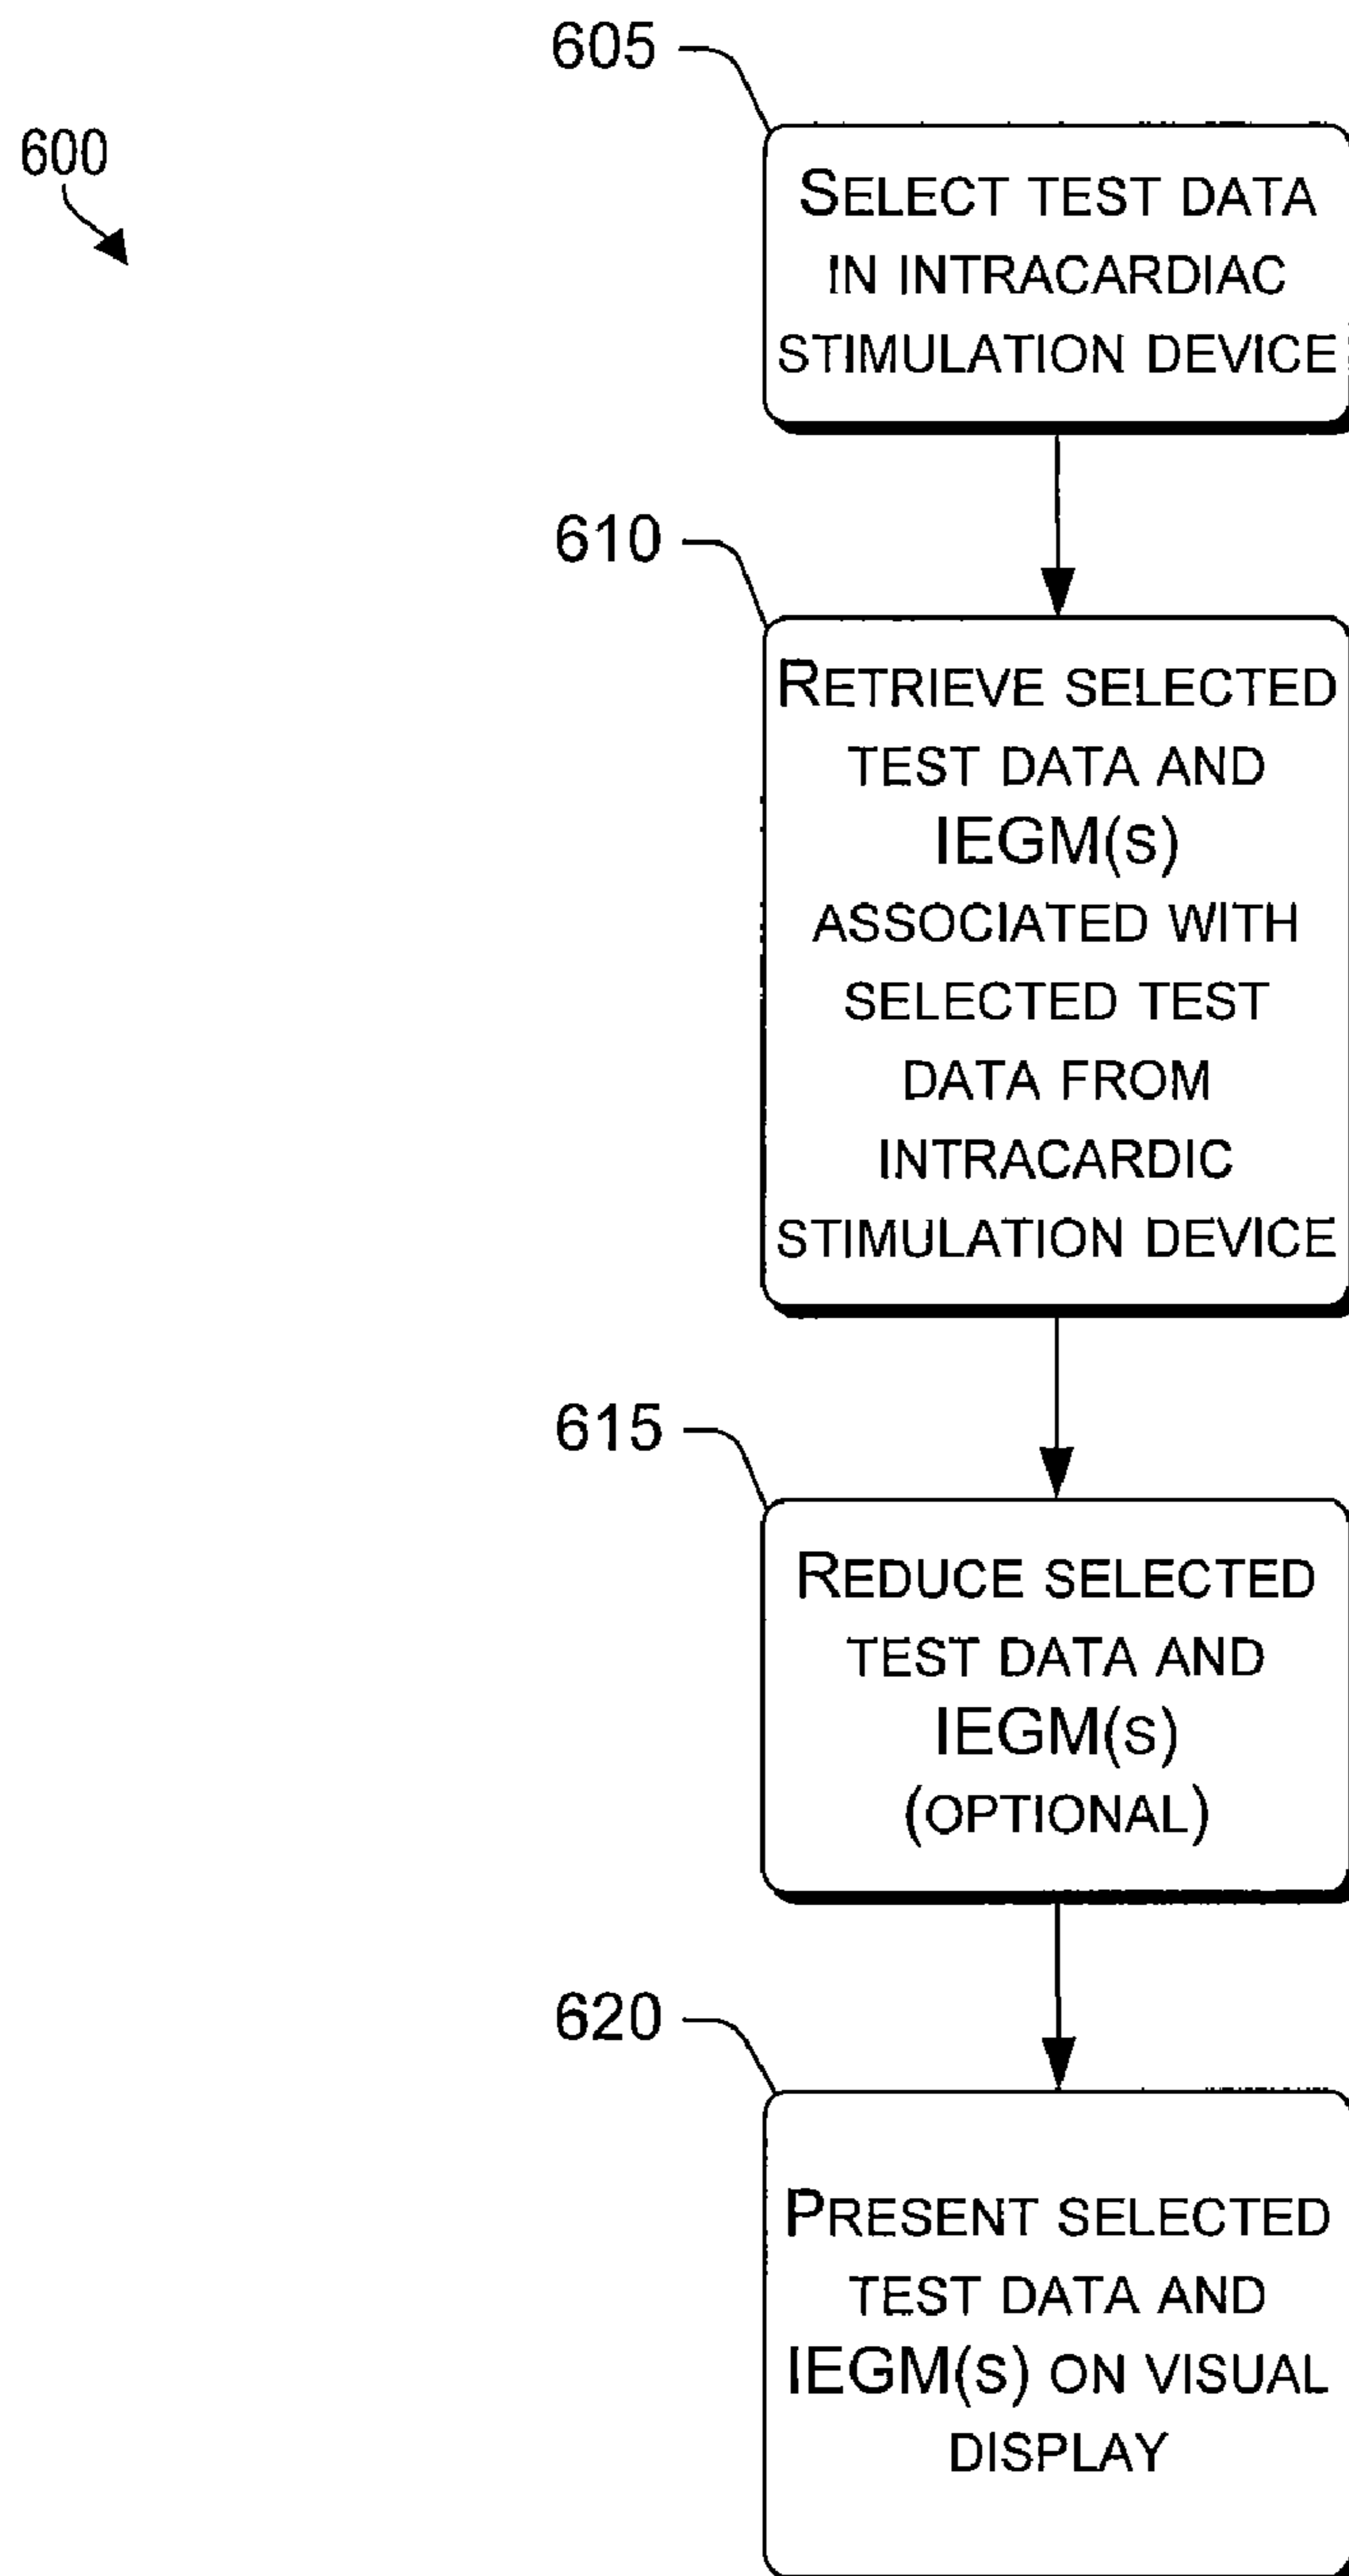 605
600
SELECT TEST DATA
IN INTRACARDIAC
STIMULATION DEVICE
610
RETRIEVE SELECTED
TEST DATA AND
IEGM(S)
ASSOCIATED WITH
SELECTED TEST
DATA FROM
INTRACARDIC
STIMULATION DEVICE
615
REDUCE SELECTED
TEST DATA AND
IEGM(S)
(OPTIONAL)
620
PRESENT SELECTED
TEST DATA AND
IEGM(S) ON VISUAL
DISPLAY